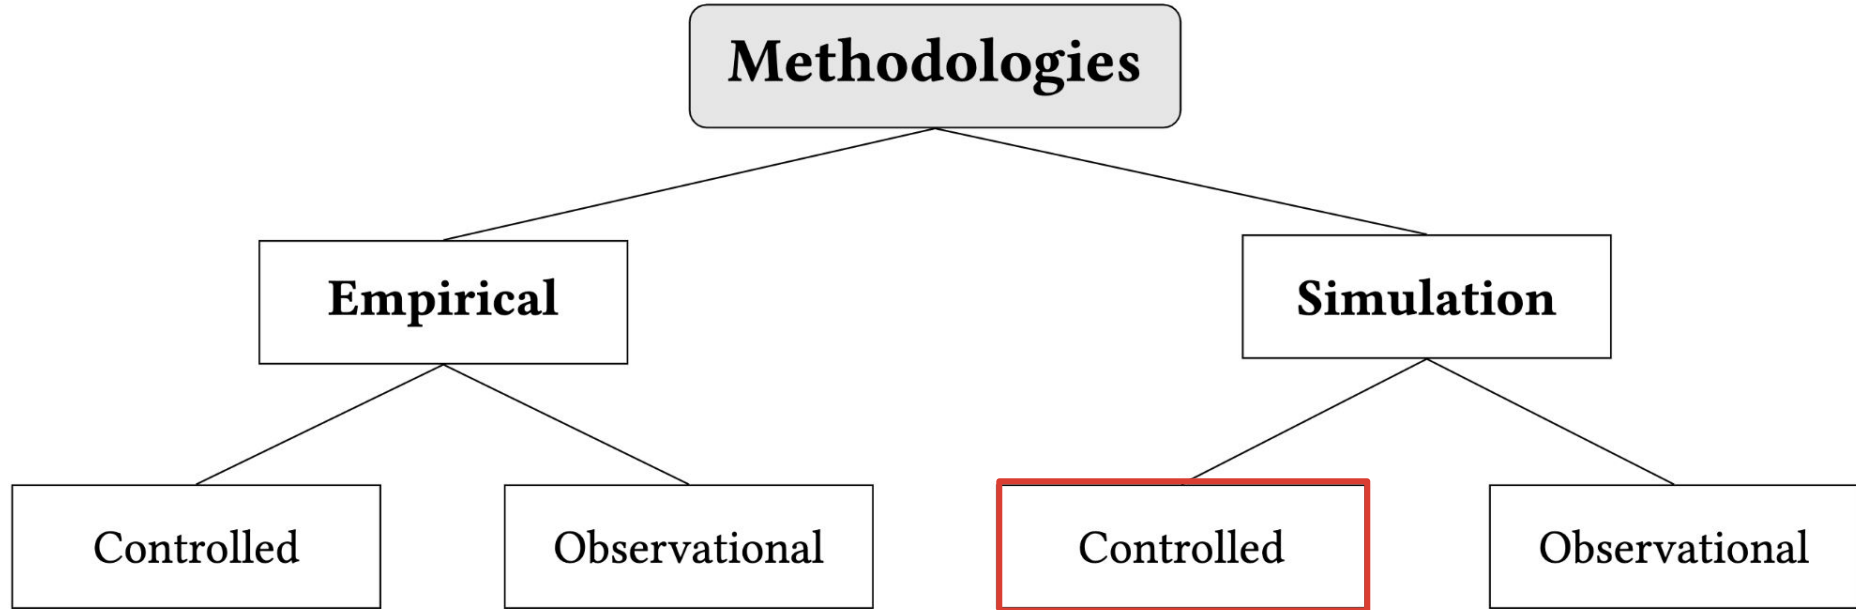 Methodologies
Empirical
Simulation
Controlled
Observational
Controlled
Observational